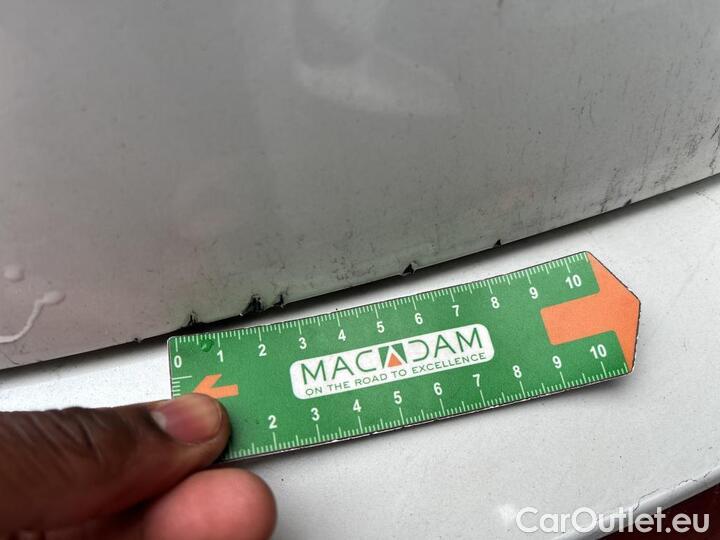 0 1 2 3 4 5 6 7 8 9 10
MACADAM
ON THE ROAD TO EXCELLENCE
2 3 4 5 6 7 8 9 10
CarOutlet.eu